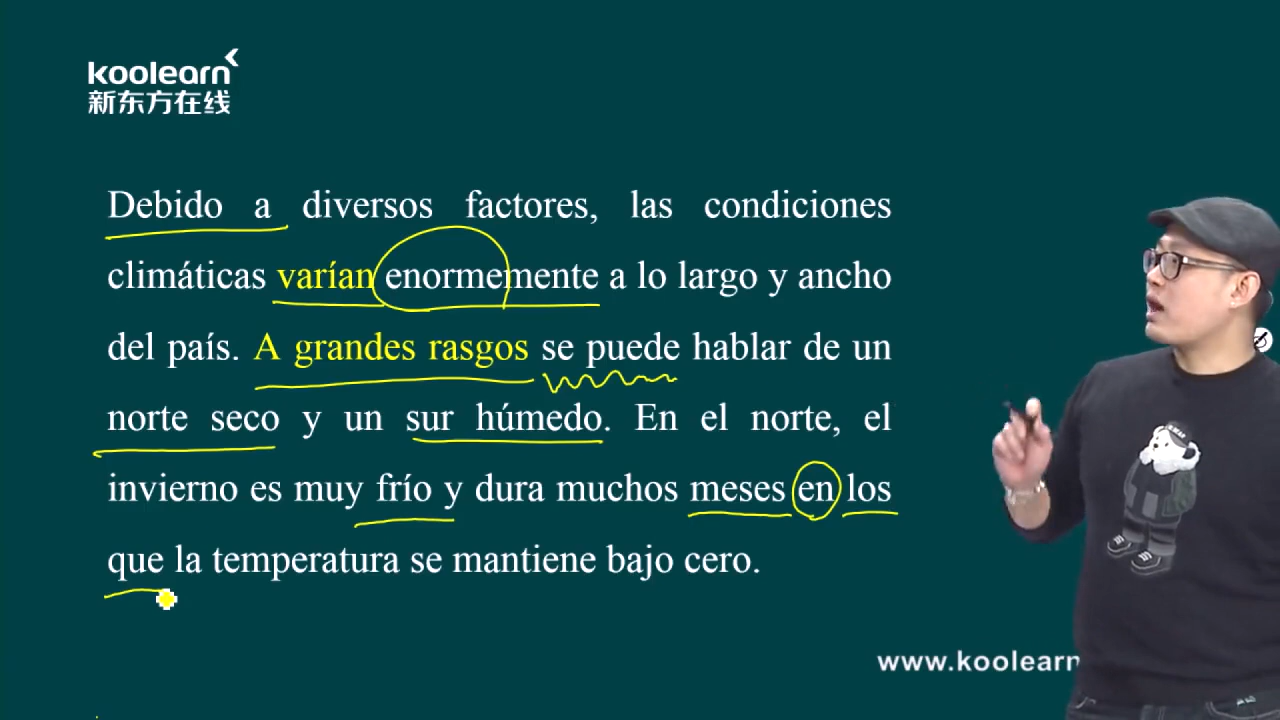 koolearn
新东方在线
Debido a diversos factores, las condiciones
climáticas varían enormemente a lo largo y ancho
del país. A grandes rasgos se puede hablar de un
norte seco y un sur húmedo. En el norte, el
invierno es muy frío y dura muchos meses en los
que la temperatura se mantiene bajo cero.
www.koolearn